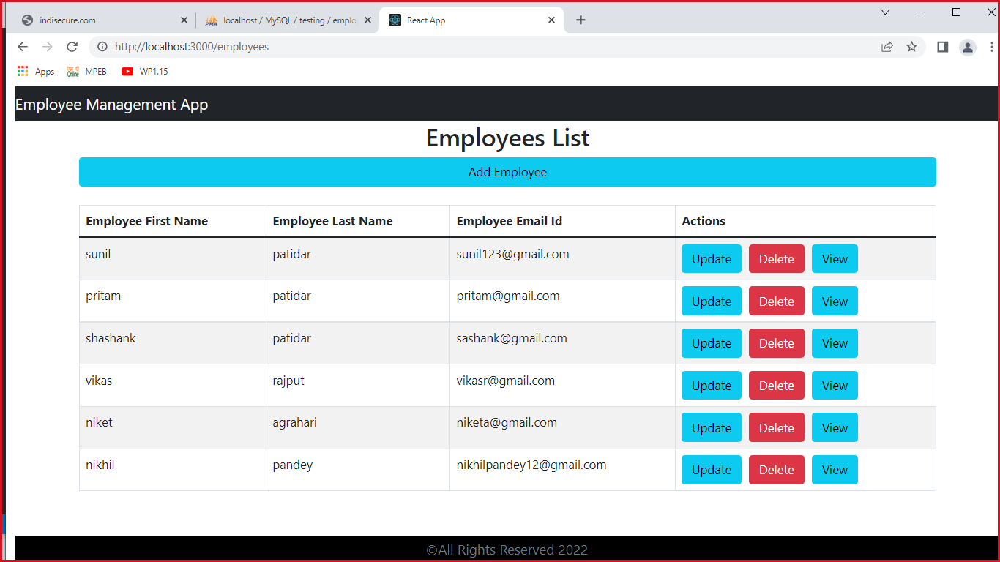 indisecure.com
localhost / MySQL / testing / emplo
React App
http://localhost:3000/employees
Apps
MPEB
WP1.15
Employee Management App
Employees List
Add Employee
Employee First Name Employee Last Name Employee Email Id Actions
sunil patidar sunil123@gmail.com Update Delete View
pritam patidar pritam@gmail.com Update Delete View
shashank patidar sashank@gmail.com Update Delete View
vikas rajput vikasr@gmail.com Update Delete View
niket agrahari niketa@gmail.com Update Delete View
nikhil pandey nikhilpandey12@gmail.com Update Delete View
©All Rights Reserved 2022